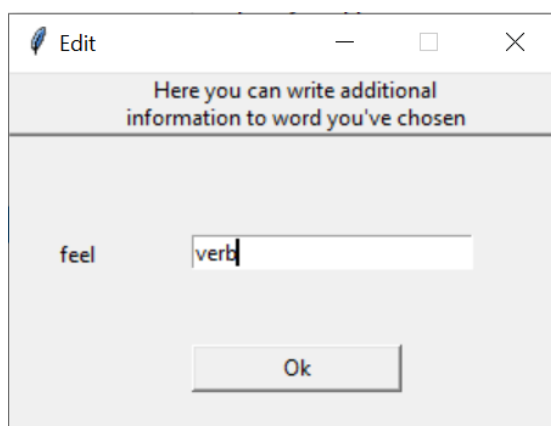 Edit
Here you can write additional
information to word you've chosen
feel
verb
Ok